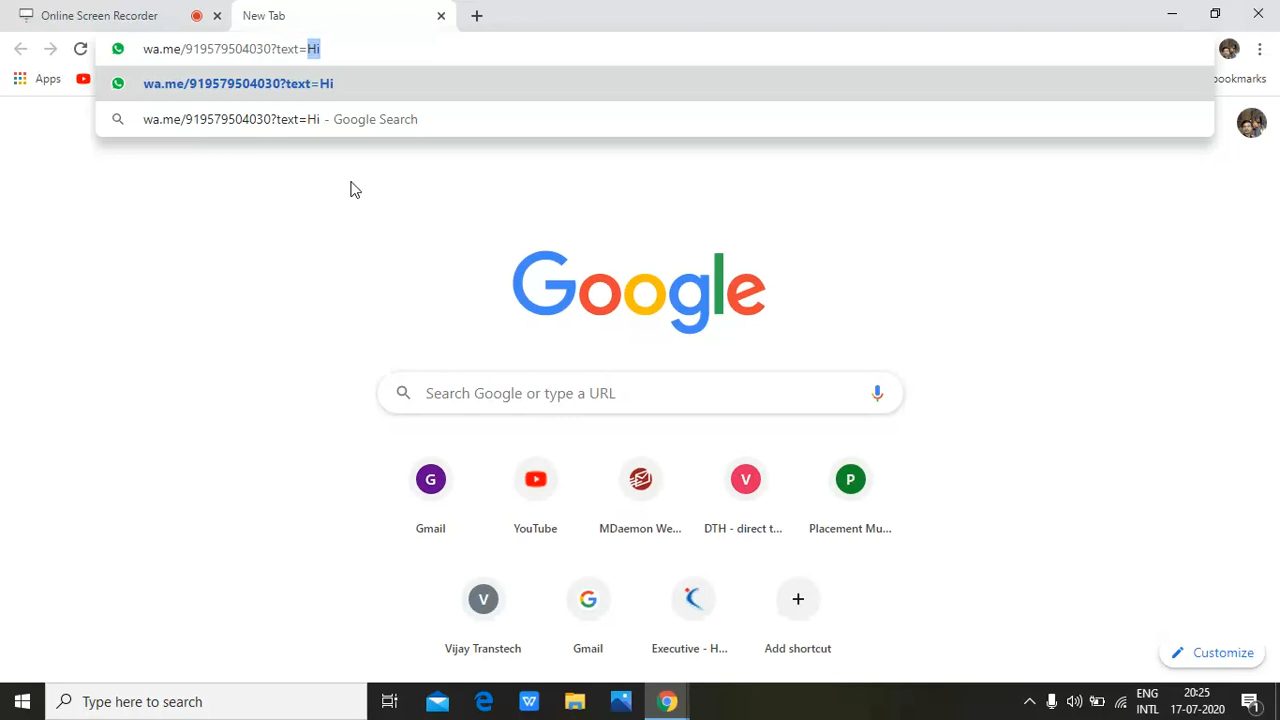 Online Screen Recorder
New Tab
wa.me/919579504030?text=Hi
Apps
bookmarks
wa.me/919579504030?text=Hi
wa.me/919579504030?text=Hi - Google Search
Google
Search Google or type a URL
G
V
P
Gmail
YouTube
MDaemon We...
DTH - direct t...
Placement Mu...
V
G
Vijay Transtech
Gmail
Executive - H...
Add shortcut
Customize
Type here to search
ENG
INTL
20:25
17-07-2020
1